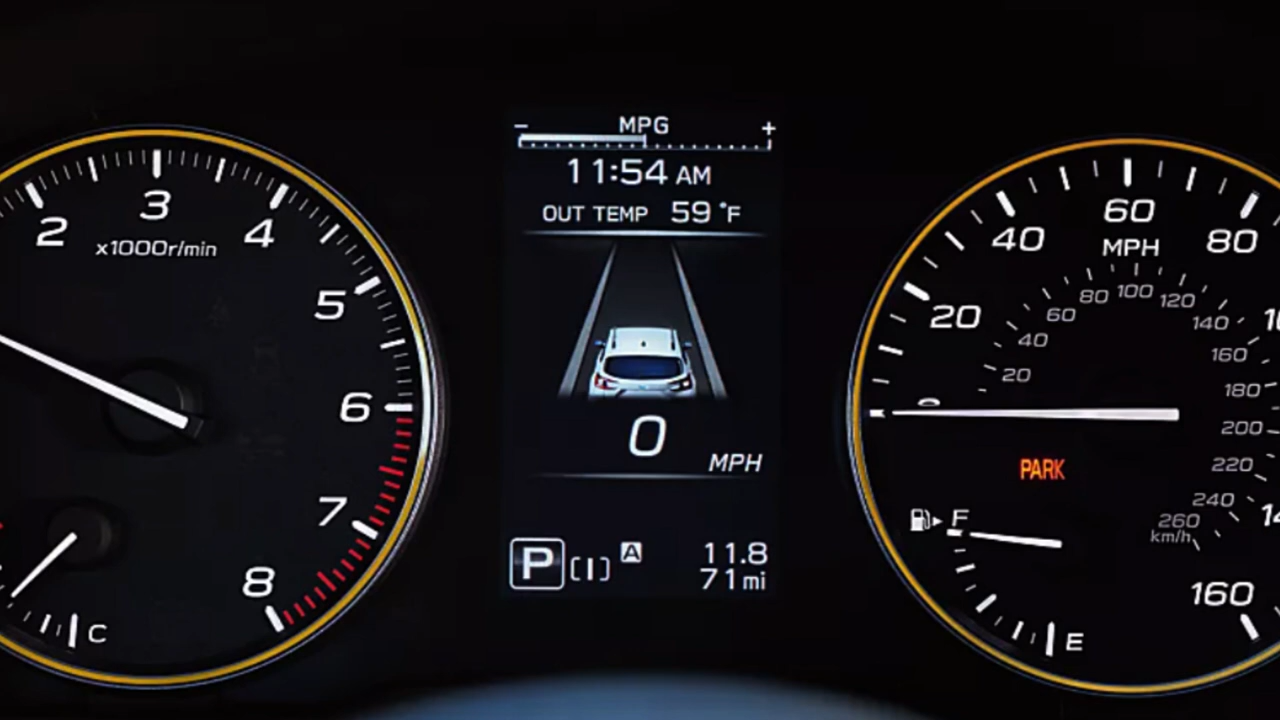 2
3
4
5
6
7
8
x1000r/min
C
− MPG +
11:54 AM
OUT TEMP 59 °F
0
MPH
P [I] A
11.8
71 mi
20
40
60
80
MPH
20
40
60
80
100
120
140
160
180
200
220
240
260
km/h
160
PARK
F
E